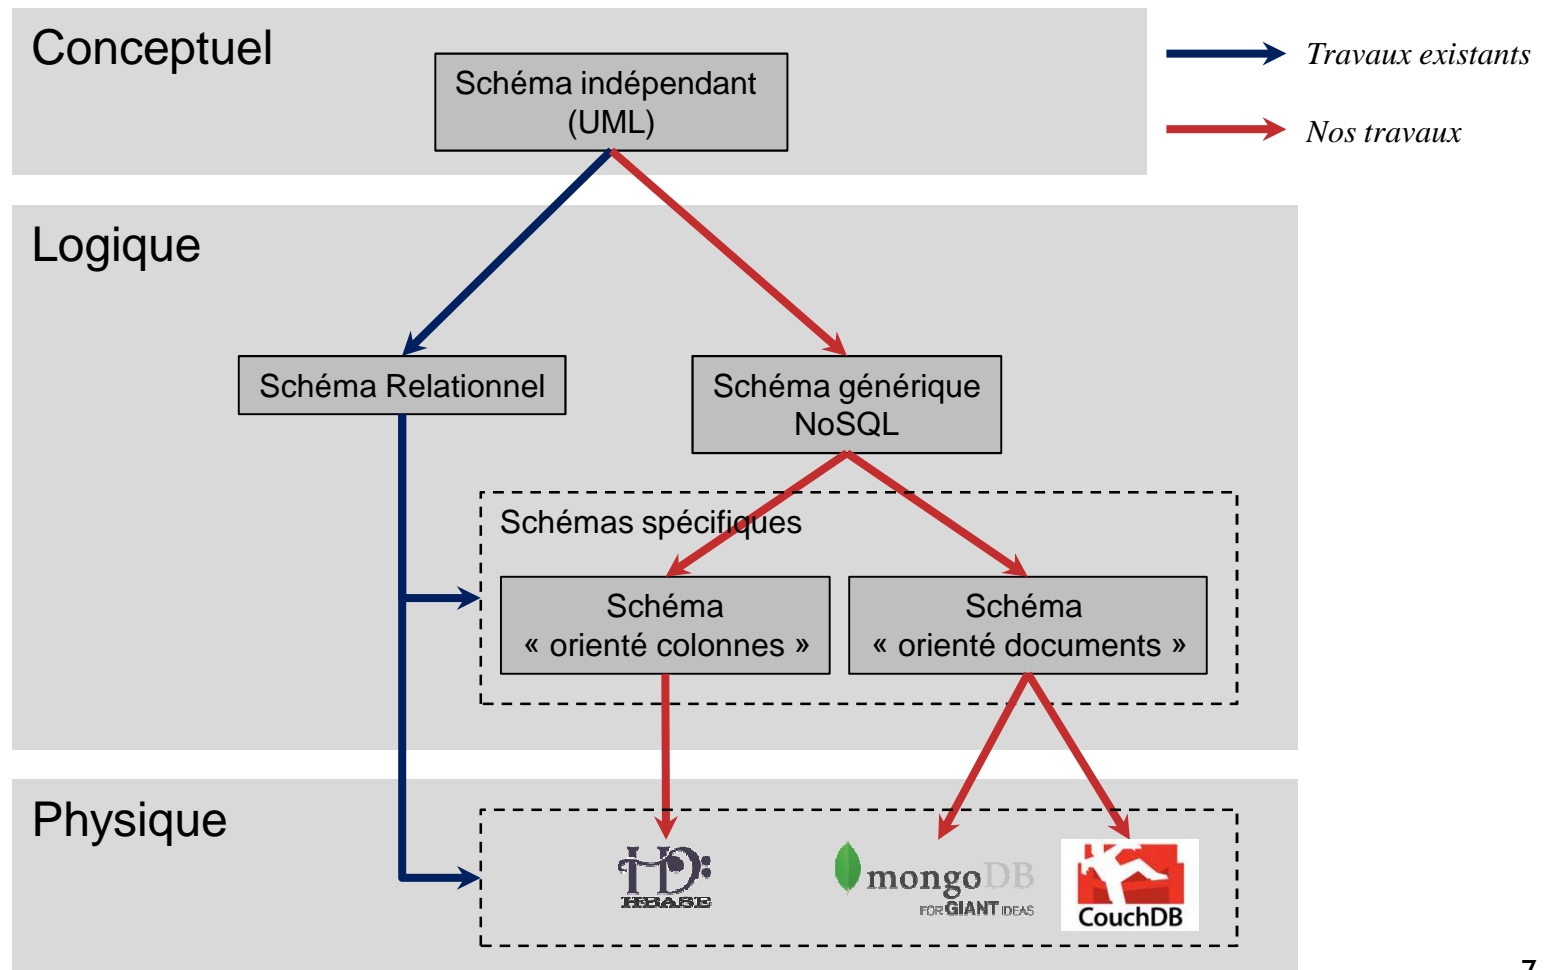 Conceptuel
Schéma indépendant
(UML)
Travaux existants
Nos travaux
Logique
Schéma Relationnel
Schéma générique
NoSQL
Schémas spécifiques
Schéma
« orienté colonnes »
Schéma
« orienté documents »
Physique
HBASE
mongoDB
FOR GIANT IDEAS
CouchDB
7